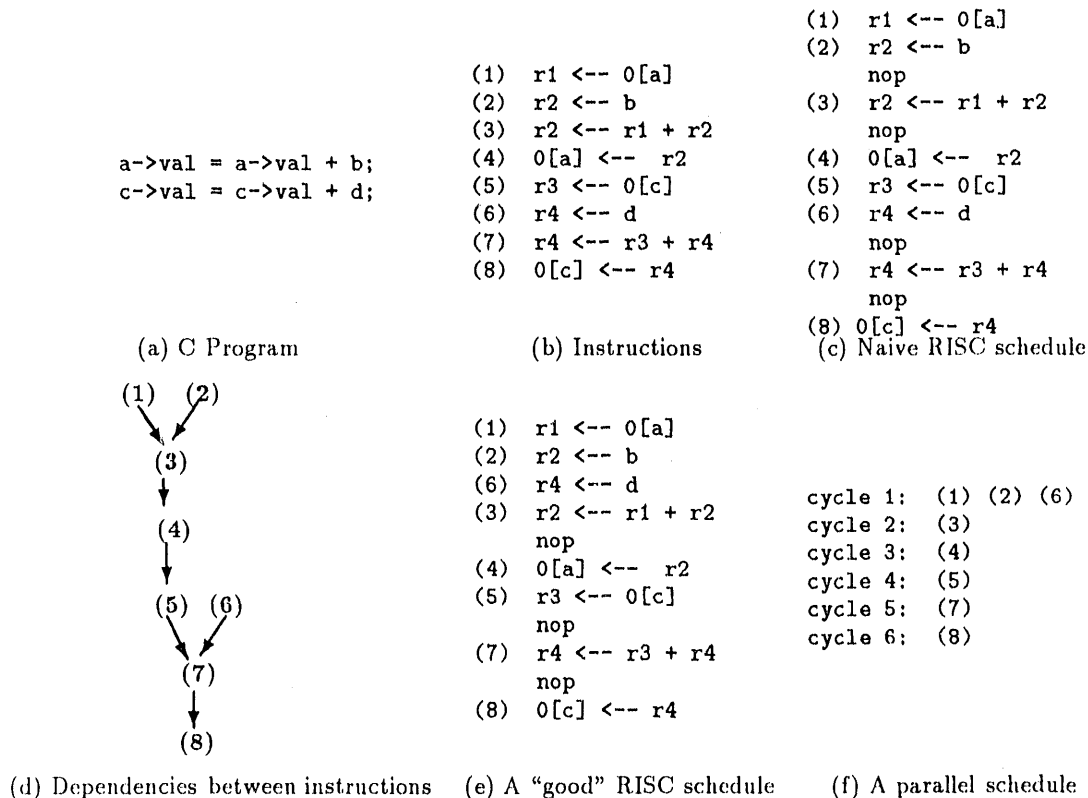 a->val = a->val + b;
c->val = c->val + d;
(a) C Program
(1) r1 <-- 0[a]
(2) r2 <-- b
(3) r2 <-- r1 + r2
(4) 0[a] <-- r2
(5) r3 <-- 0[c]
(6) r4 <-- d
(7) r4 <-- r3 + r4
(8) 0[c] <-- r4
(b) Instructions
(1) r1 <-- 0[a]
(2) r2 <-- b
nop
(3) r2 <-- r1 + r2
nop
(4) 0[a] <-- r2
(5) r3 <-- 0[c]
(6) r4 <-- d
nop
(7) r4 <-- r3 + r4
nop
(8) 0[c] <-- r4
(c) Naive RISC schedule
(1) (2)
(3)
(4)
(5) (6)
(7)
(8)
(d) Dependencies between instructions
(1) r1 <-- 0[a]
(2) r2 <-- b
(6) r4 <-- d
(3) r2 <-- r1 + r2
nop
(4) 0[a] <-- r2
(5) r3 <-- 0[c]
nop
(7) r4 <-- r3 + r4
nop
(8) 0[c] <-- r4
(e) A “good” RISC schedule
cycle 1: (1) (2) (6)
cycle 2: (3)
cycle 3: (4)
cycle 4: (5)
cycle 5: (7)
cycle 6: (8)
(f) A parallel schedule